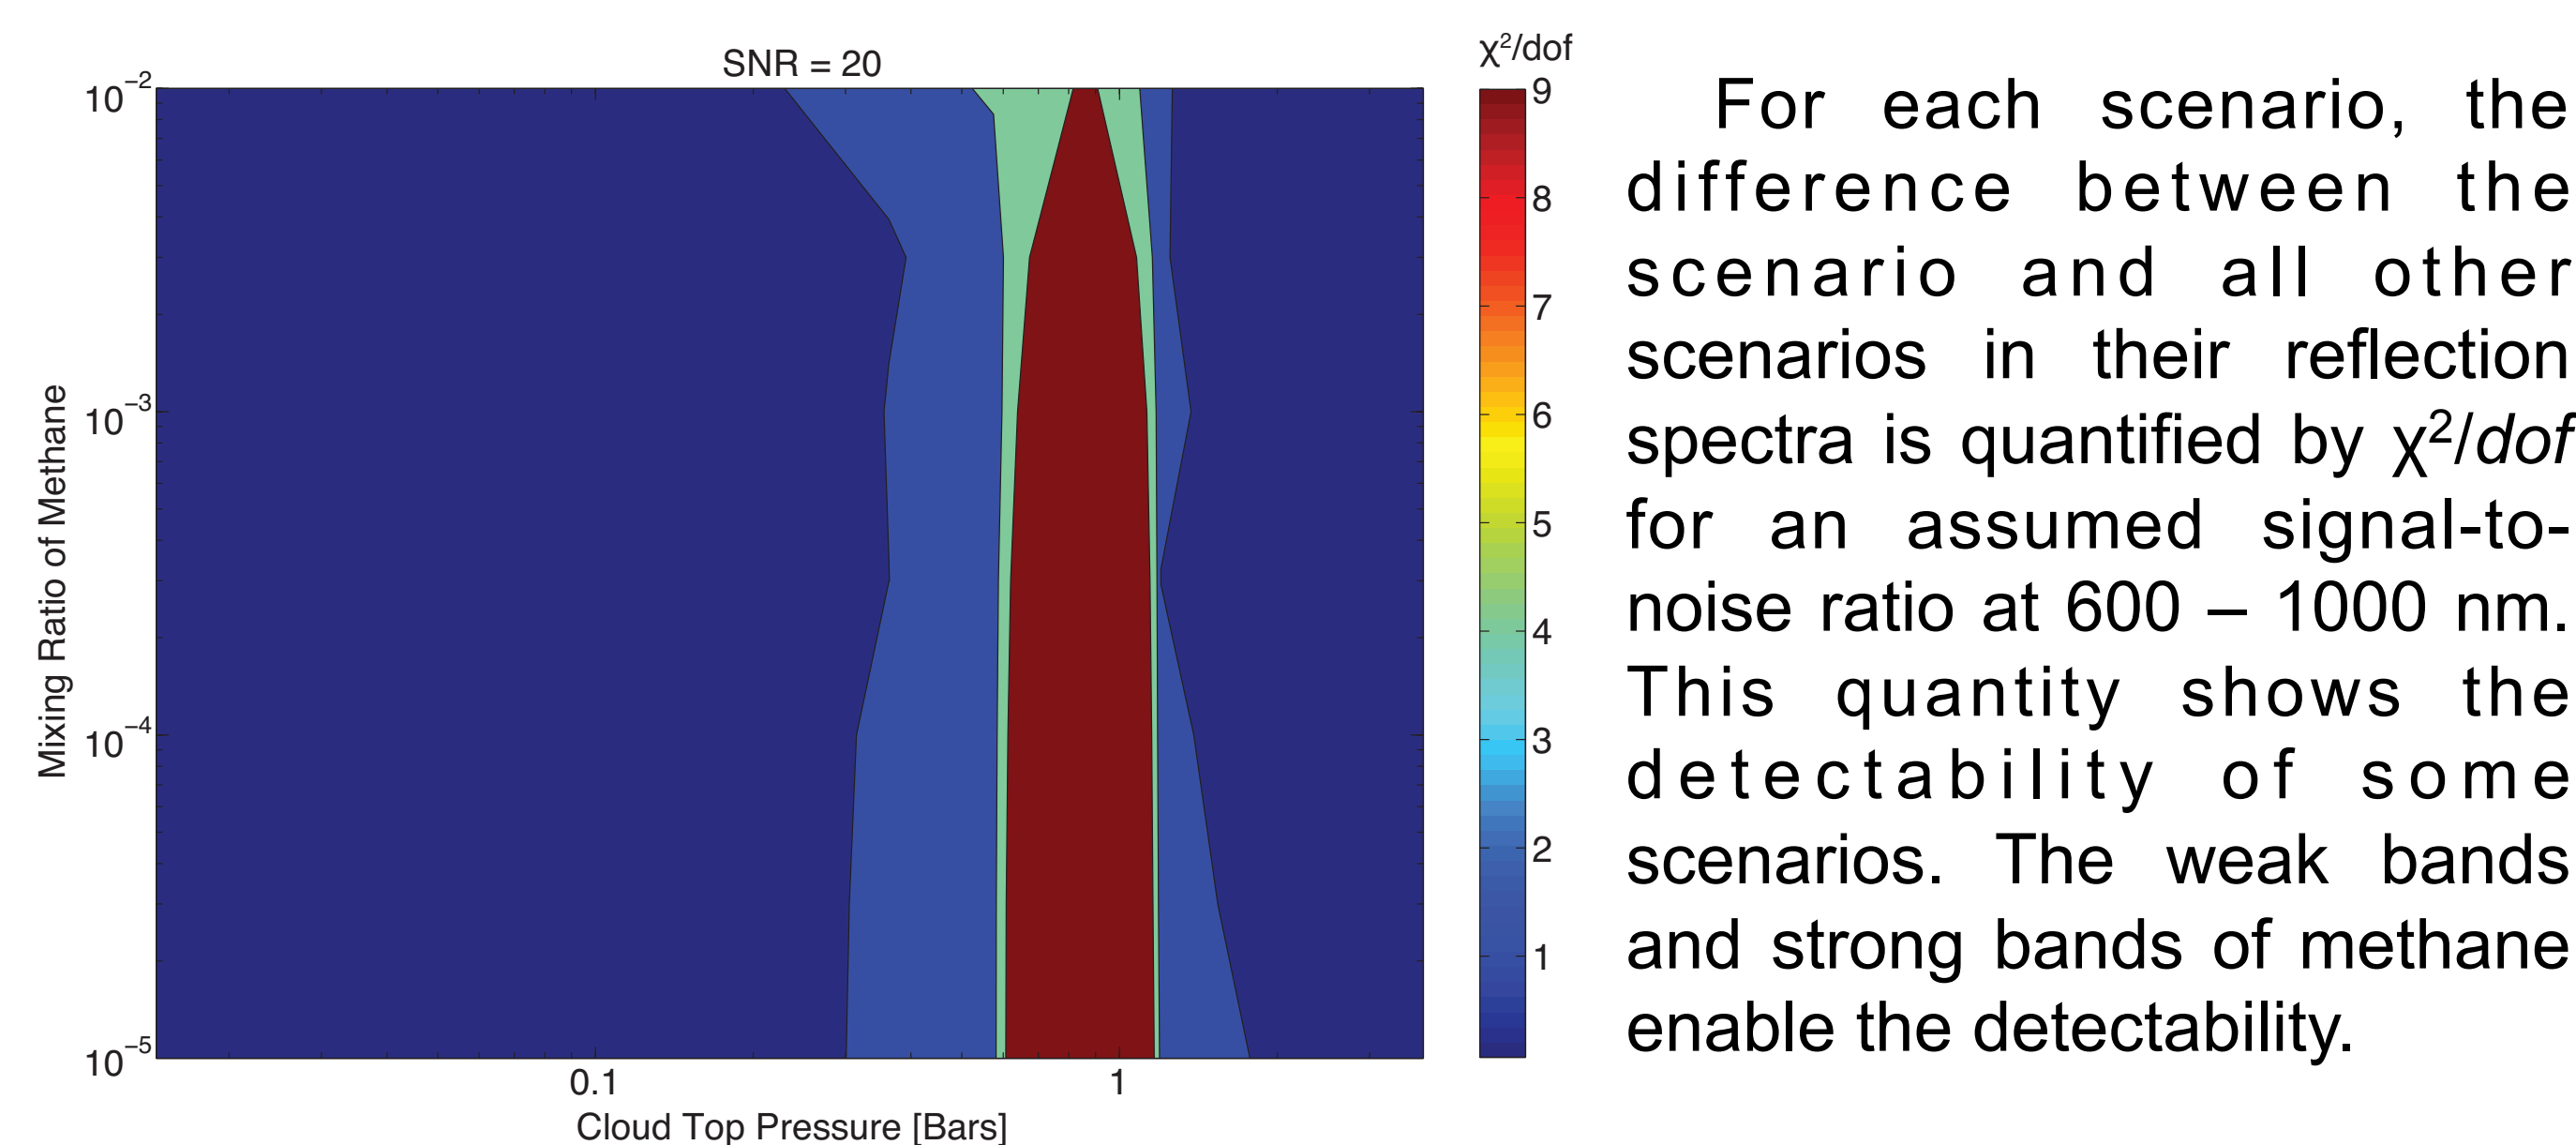 SNR = 20
χ²/dof
10⁻²
10⁻³
10⁻⁴
10⁻⁵
Mixing Ratio of Methane
0.1
1
Cloud Top Pressure [Bars]
9
8
7
6
5
4
3
2
1
For each scenario, the
difference between the
scenario and all other
scenarios in their reflection
spectra is quantified by χ²/dof
for an assumed signal-to-
noise ratio at 600 – 1000 nm.
This quantity shows the
detectability of some
scenarios. The weak bands
and strong bands of methane
enable the detectability.